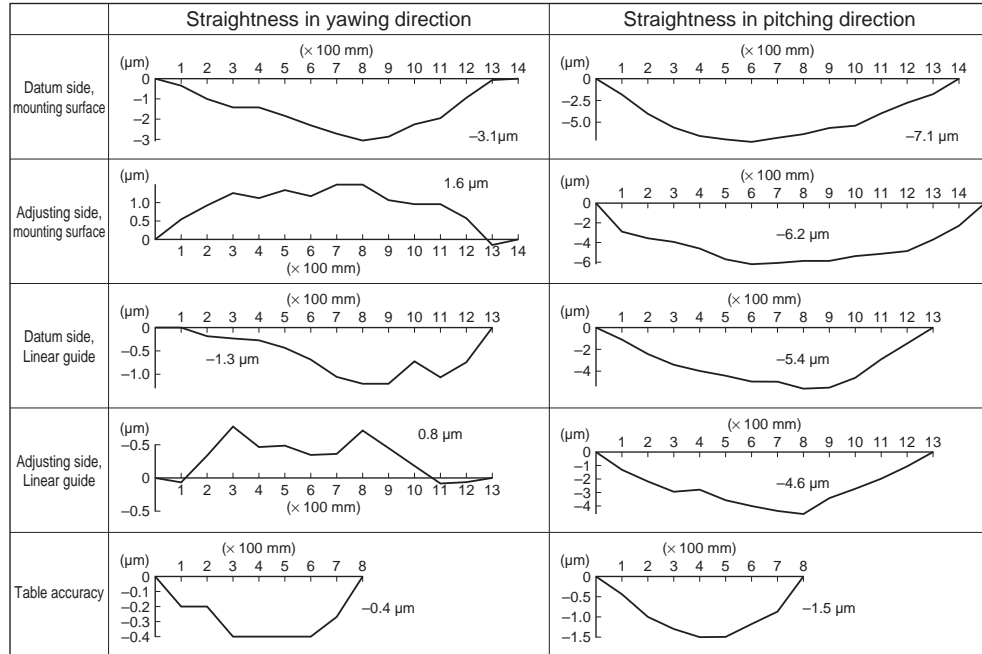 Straightness in yawing direction
Straightness in pitching direction
Datum side,
mounting surface
(× 100 mm)
(µm)
1 2 3 4 5 6 7 8 9 10 11 12 13 14
0
–1
–2
–3
–3.1µm
(× 100 mm)
(µm)
1 2 3 4 5 6 7 8 9 10 11 12 13 14
0
–2.5
–5.0
–7.1µm
Adjusting side,
mounting surface
(µm)
1.6 µm
1.0
0.5
0
1 2 3 4 5 6 7 8 9 10 11 12 13 14
(× 100 mm)
(× 100 mm)
(µm)
1 2 3 4 5 6 7 8 9 10 11 12 13 14
0
–2
–4
–6
–6.2 µm
Datum side,
Linear guide
(× 100 mm)
(µm)
1 2 3 4 5 6 7 8 9 10 11 12 13
0
–0.5
–1.0
–1.3 µm
(× 100 mm)
(µm)
1 2 3 4 5 6 7 8 9 10 11 12 13
0
–2
–4
–5.4 µm
Adjusting side,
Linear guide
(µm)
–0.5
0
–0.5
0.8 µm
1 2 3 4 5 6 7 8 9 10 11 12 13
(× 100 mm)
(× 100 mm)
(µm)
1 2 3 4 5 6 7 8 9 10 11 12 13
0
–1
–2
–3
–4
–4.6 µm
Table accuracy
(× 100 mm)
(µm)
1 2 3 4 5 6 7 8
0
–0.1
–0.2
–0.3
–0.4
–0.4 µm
(× 100 mm)
(µm)
1 2 3 4 5 6 7 8
0
–0.5
–1.0
–1.5
–1.5 µm